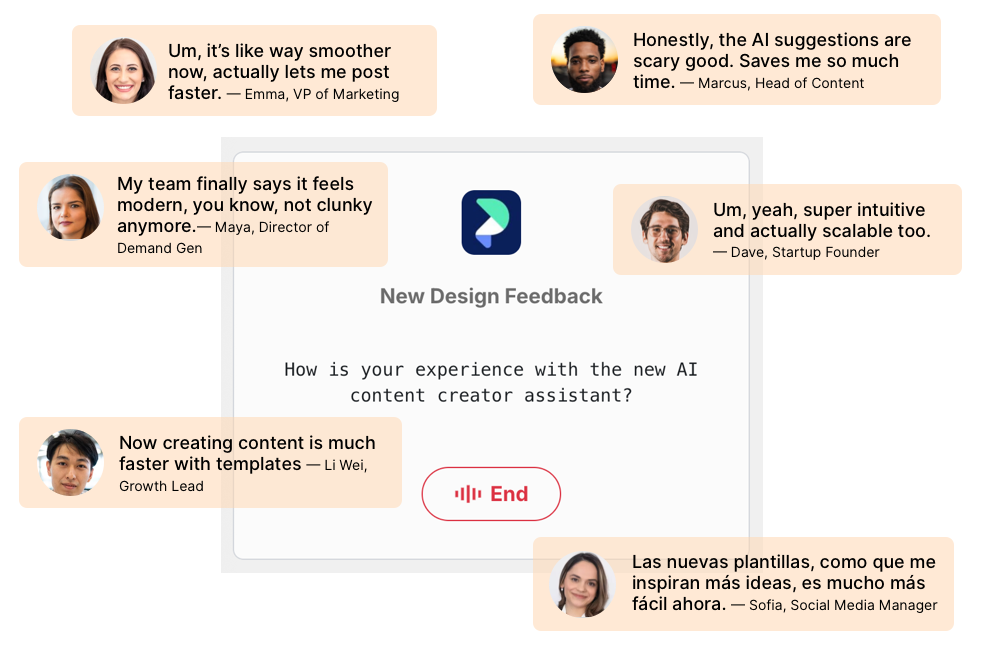 Um, it’s like way smoother
now, actually lets me post
faster. — Emma, VP of Marketing
Honestly, the AI suggestions are
scary good. Saves me so much
time. — Marcus, Head of Content
My team finally says it feels
modern, you know, not clunky
anymore.— Maya, Director of
Demand Gen
Um, yeah, super intuitive
and actually scalable too.
— Dave, Startup Founder
New Design Feedback
How is your experience with the new AI
content creator assistant?
Now creating content is much
faster with templates — Li Wei,
Growth Lead
End
Las nuevas plantillas, como que me
inspiran más ideas, es mucho más
fácil ahora. — Sofia, Social Media Manager